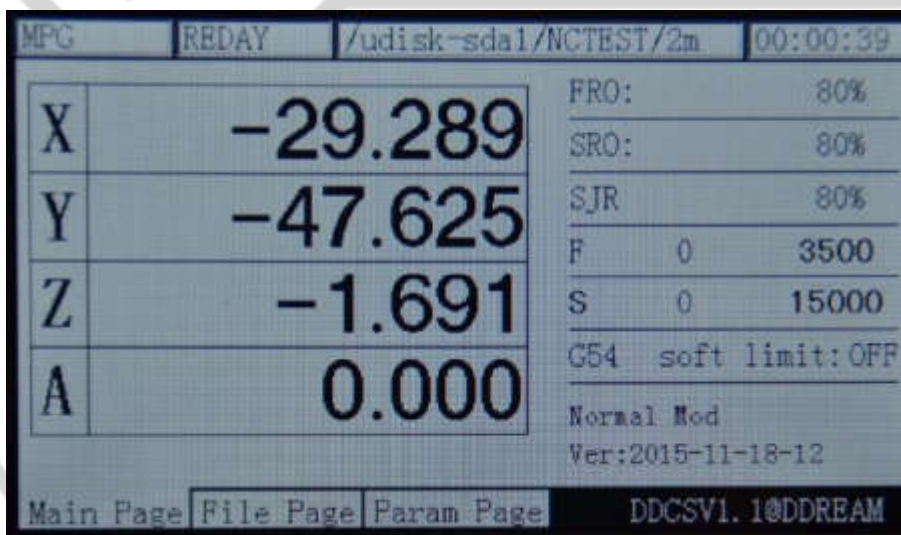 MPG REDAY /udisk-sda1/NCTEST/2m 00:00:39
X -29.289
Y -47.625
Z -1.691
A 0.000
FRO: 80%
SRO: 80%
SJR 80%
F 0 3500
S 0 15000
G54 soft limit:OFF
Normal Mod
Ver:2015-11-18-12
Main Page File Page Param Page DDCSV1.1@DDREAM